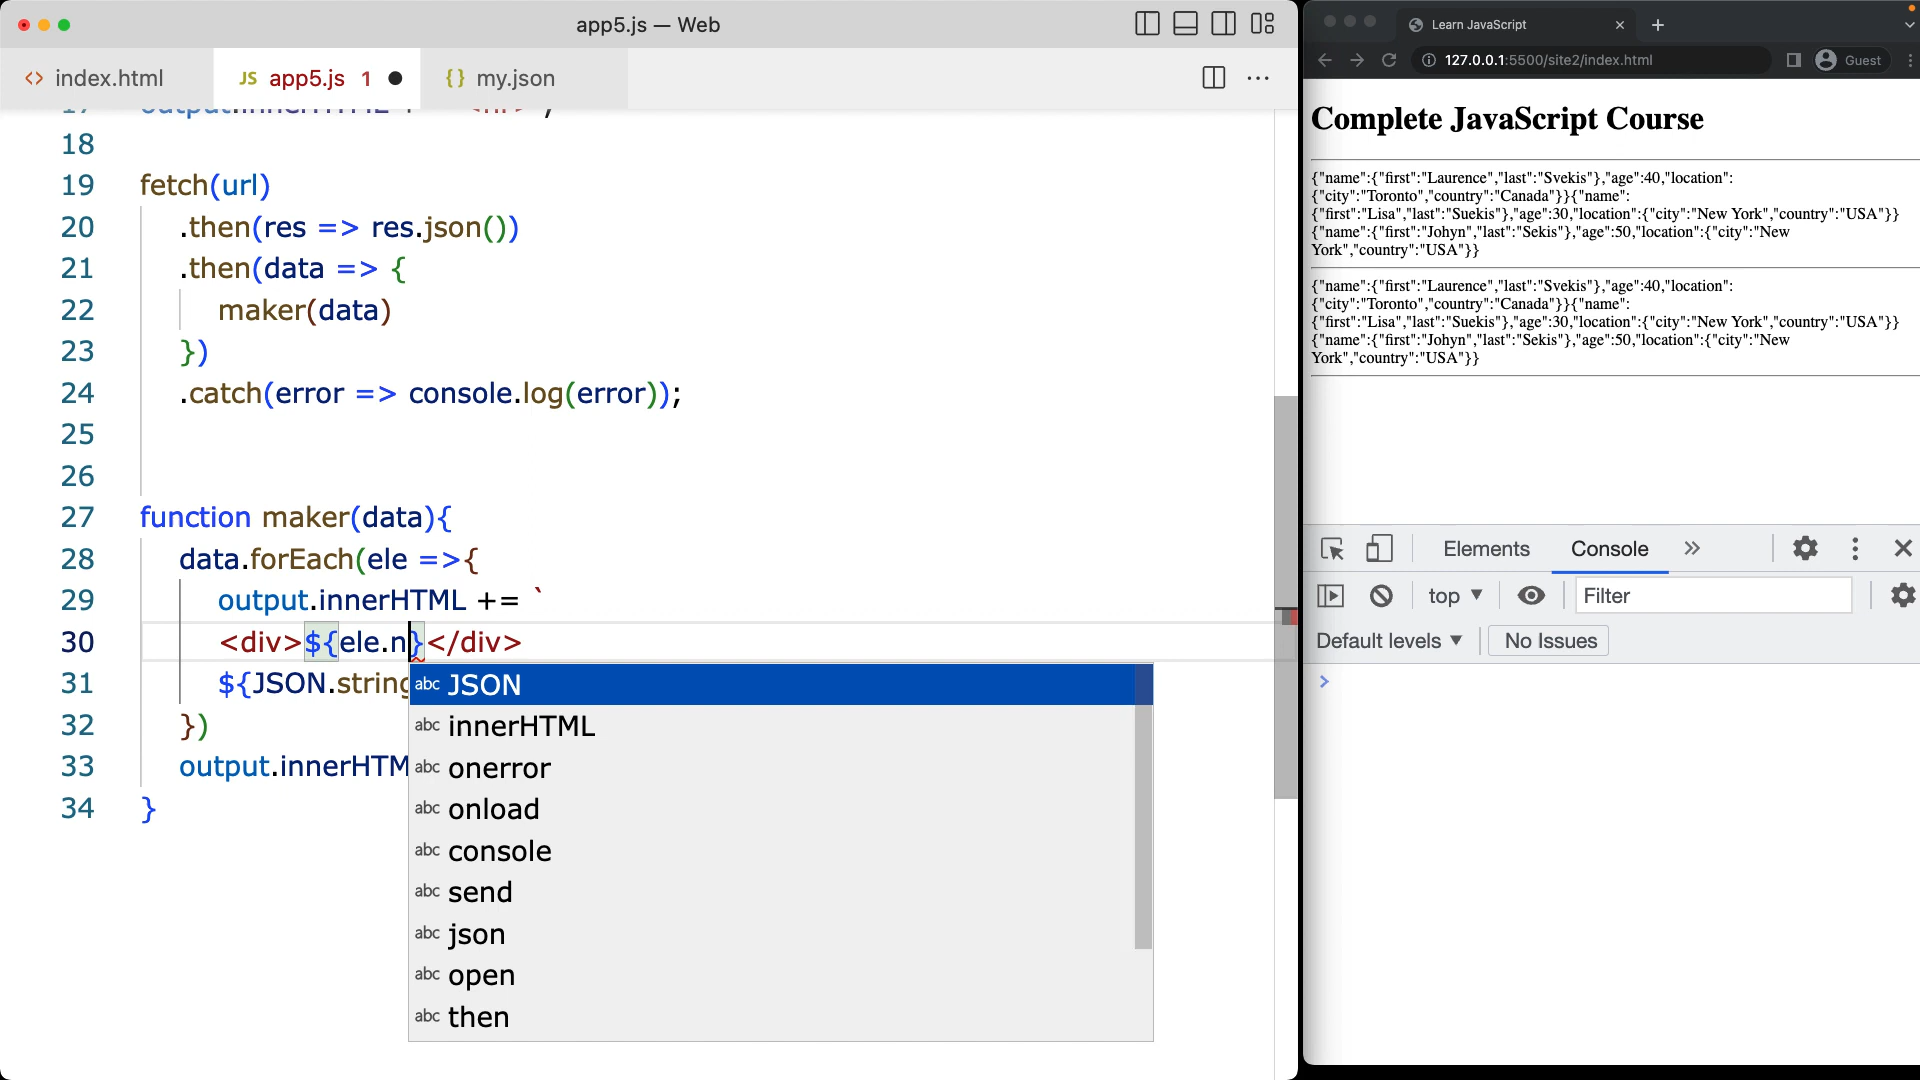 app5.js — Web
index.html
JS app5.js 1
{} my.json
18
19 fetch(url)
20 .then(res => res.json())
21 .then(data => {
22 maker(data)
23 })
24 .catch(error => console.log(error));
25
26
27 function maker(data){
28 data.forEach(ele =>{
29 output.innerHTML += `
30 <div>${ele.n}</div>
31 ${JSON.string
32 })
33 output.innerHTM
34 }
abc JSON
abc innerHTML
abc onerror
abc onload
abc console
abc send
abc json
abc open
abc then
Learn JavaScript
127.0.0.1:5500/site2/index.html
Guest
Complete JavaScript Course
{"name":{"first":"Laurence","last":"Svekis"},"age":40,"location":
{"city":"Toronto","country":"Canada"}}{"name":
{"first":"Lisa","last":"Suekis"},"age":30,"location":{"city":"New York","country":"USA"}}
{"name":{"first":"Johyn","last":"Sekis"},"age":50,"location":{"city":"New
York","country":"USA"}}
{"name":{"first":"Laurence","last":"Svekis"},"age":40,"location":
{"city":"Toronto","country":"Canada"}}{"name":
{"first":"Lisa","last":"Suekis"},"age":30,"location":{"city":"New York","country":"USA"}}
{"name":{"first":"Johyn","last":"Sekis"},"age":50,"location":{"city":"New
York","country":"USA"}}
Elements
Console
top
Filter
Default levels
No Issues